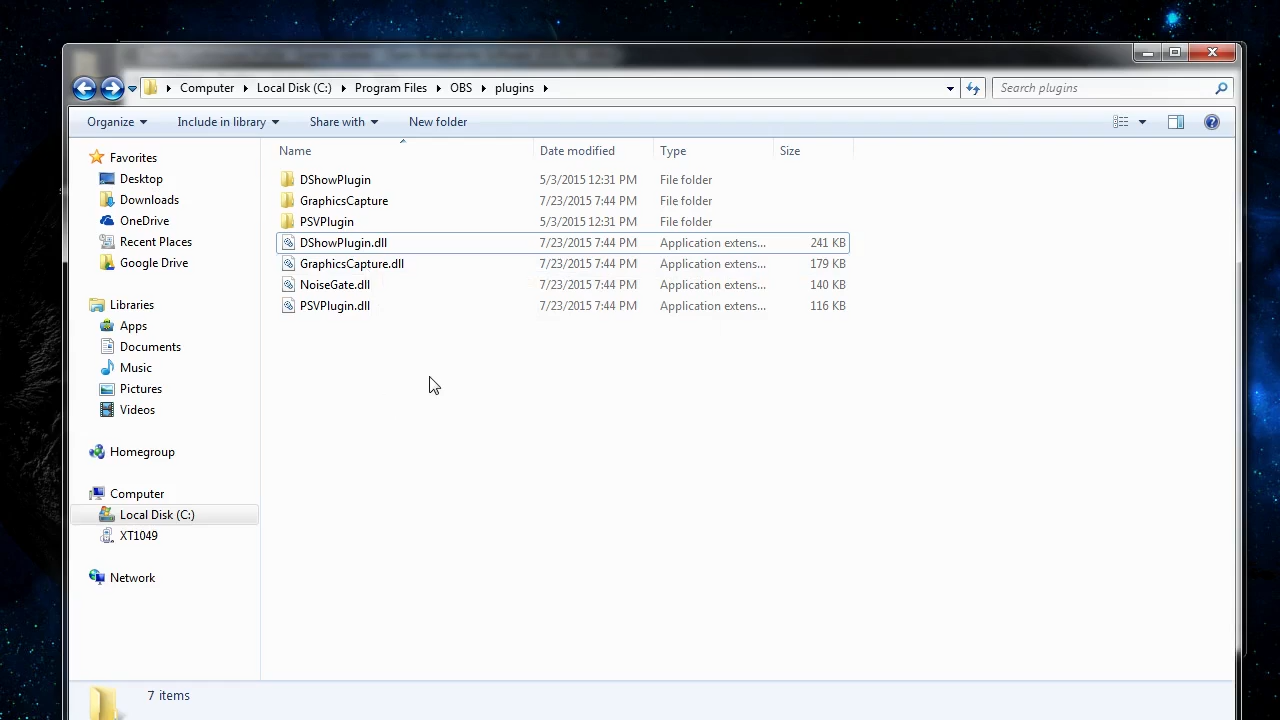 Computer Local Disk (C:) Program Files OBS plugins Search plugins
Organize Include in library Share with New folder
Name Date modified Type Size
Favorites
Desktop
Downloads
OneDrive
Recent Places
Google Drive
Libraries
Apps
Documents
Music
Pictures
Videos
Homegroup
Computer
Local Disk (C:)
XT1049
Network
DShowPlugin 5/3/2015 12:31 PM File folder
GraphicsCapture 7/23/2015 7:44 PM File folder
PSVPlugin 5/3/2015 12:31 PM File folder
DShowPlugin.dll 7/23/2015 7:44 PM Application extens... 241 KB
GraphicsCapture.dll 7/23/2015 7:44 PM Application extens... 179 KB
NoiseGate.dll 7/23/2015 7:44 PM Application extens... 140 KB
PSVPlugin.dll 7/23/2015 7:44 PM Application extens... 116 KB
7 items